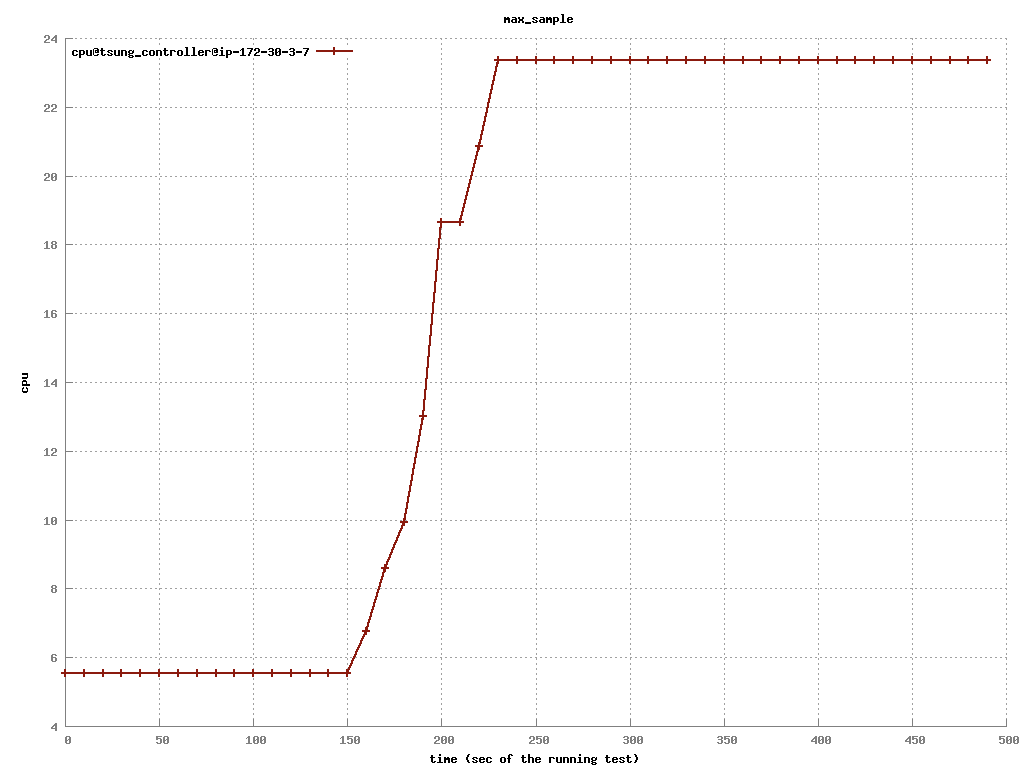 max_sample
24
cpu@tsung_controller@ip-172-30-3-7
22
20
18
16
14
cpu
12
10
8
6
4
0 50 100 150 200 250 300 350 400 450 500
time (sec of the running test)